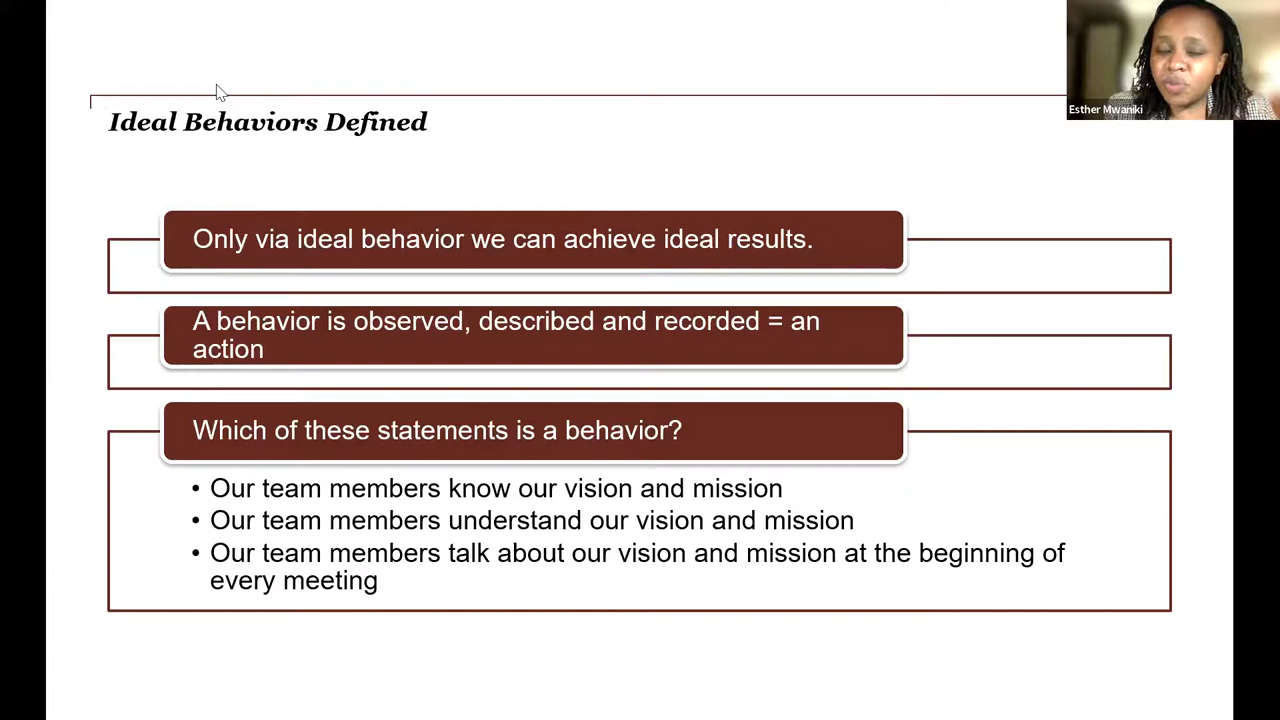 Esther Mwaniki
Ideal Behaviors Defined
Only via ideal behavior we can achieve ideal results.
A behavior is observed, described and recorded = an
action
Which of these statements is a behavior?
• Our team members know our vision and mission
• Our team members understand our vision and mission
• Our team members talk about our vision and mission at the beginning of
every meeting